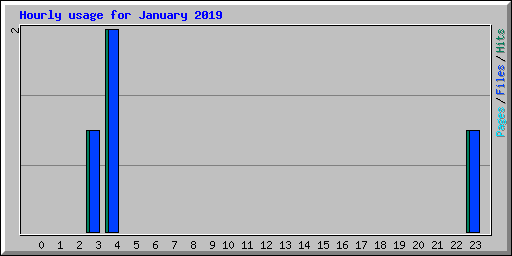 Hourly usage for January 2019
2
Pages/Files/Hits
0 1 2 3 4 5 6 7 8 9 10 11 12 13 14 15 16 17 18 19 20 21 22 23